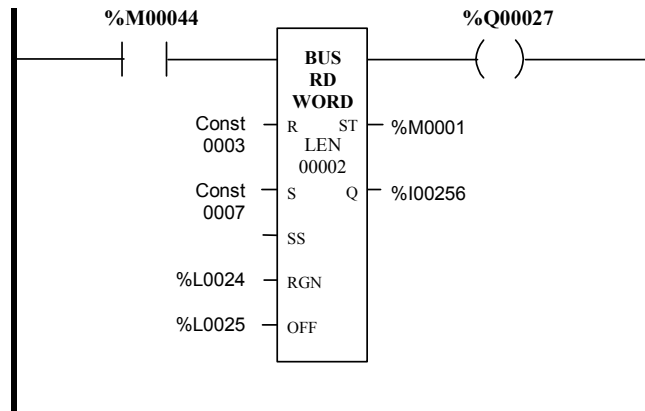 %M00044 %Q00027
BUS
RD
WORD
Const R ST %M0001
0003 LEN
00002
Const S Q %I00256
0007
SS
%L0024 RGN
%L0025 OFF